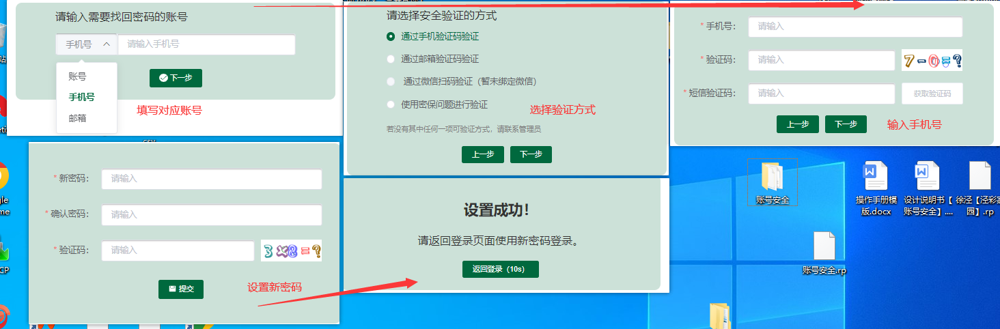 请输入需要找回密码的账号
手机号
请输入手机号
账号
手机号
邮箱
下一步
填写对应账号
请选择安全验证的方式
通过手机验证码验证
通过邮箱验证码验证
通过微信扫码验证（暂未绑定微信）
使用密保问题进行验证
选择验证方式
若没有其中任何一项可验证方式，请联系管理员
上一步
下一步
* 手机号：
请输入
* 验证码：
请输入
7-0=?
* 短信验证码：
请输入
获取验证码
上一步
下一步
输入手机号
* 新密码：
请输入
* 确认密码：
请输入
* 验证码：
请输入
3×8=?
提交
设置新密码
设置成功！
请返回登录页面使用新密码登录。
返回登录（10s）
账号安全
操作手册模
版.docx
设计说明书【
账号安全】....
徐泾【泾彩家
园】.rp
账号安全.rp